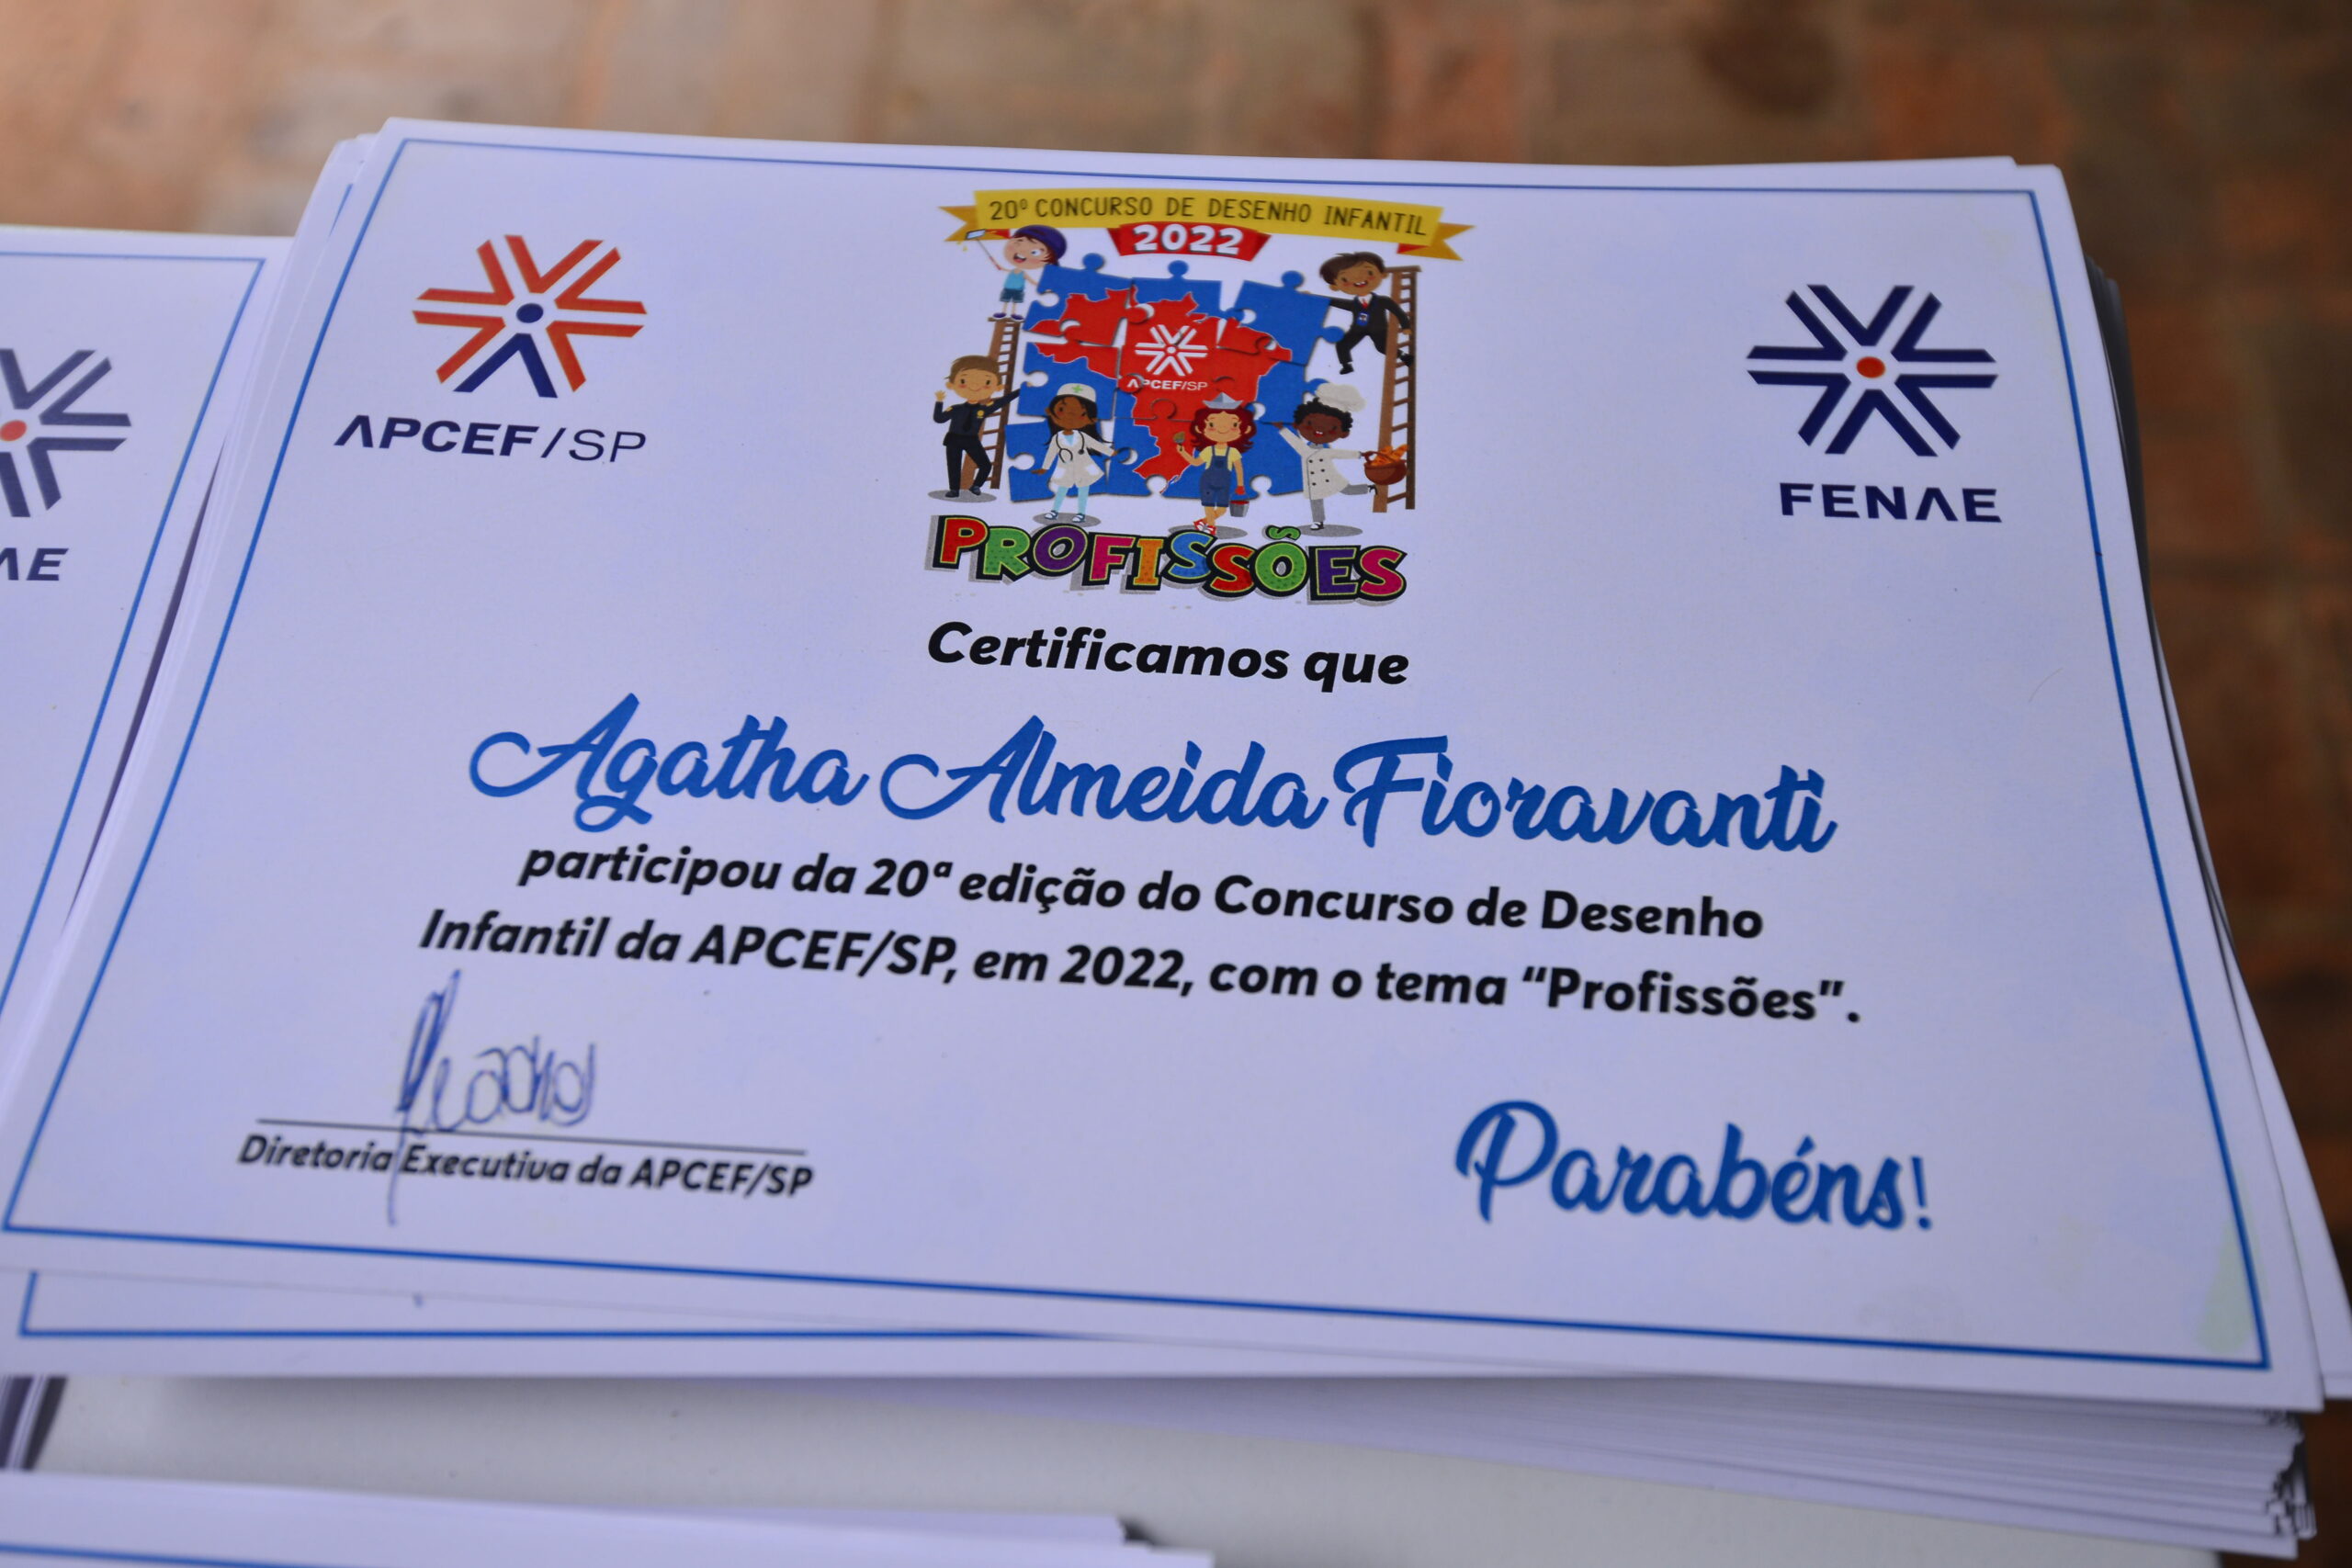 20º CONCURSO DE DESENHO INFANTIL
2022
APCEF/SP
APCEF/SP
FENAE
PROFISSÕES
Certificamos que
Agatha Almeida Fioravanti
participou da 20ª edição do Concurso de Desenho
Infantil da APCEF/SP, em 2022, com o tema “Profissões”.
Diretoria Executiva da APCEF/SP
Parabéns!
AE